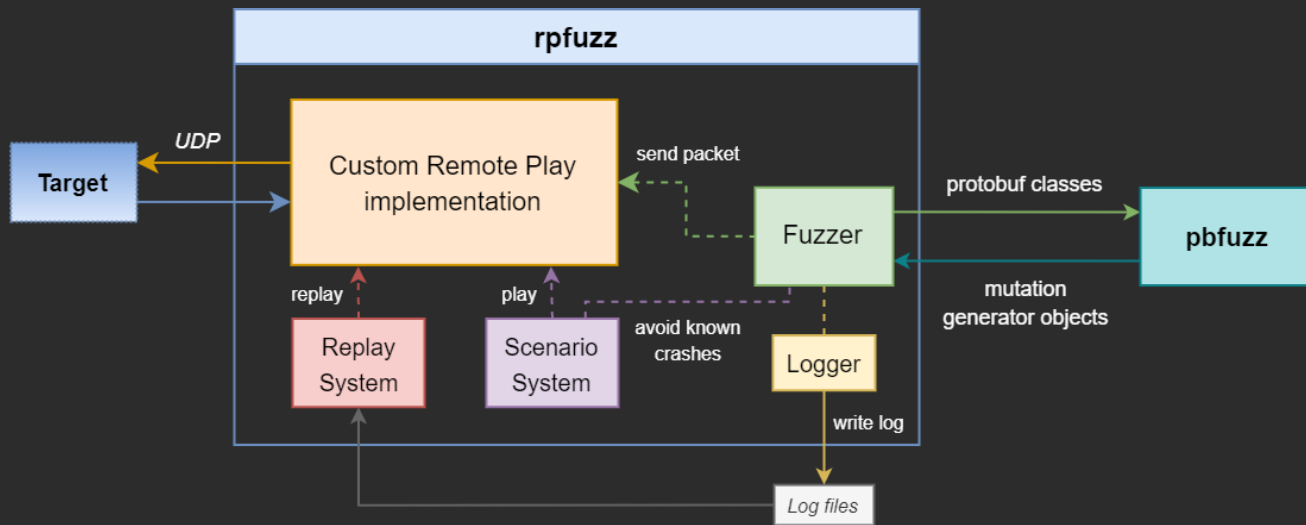 rpfuzz
UDP
Target
Custom Remote Play
implementation
send packet
Fuzzer
protobuf classes
pbfuzz
mutation
generator objects
replay
play
avoid known
crashes
Replay
System
Scenario
System
Logger
write log
Log files